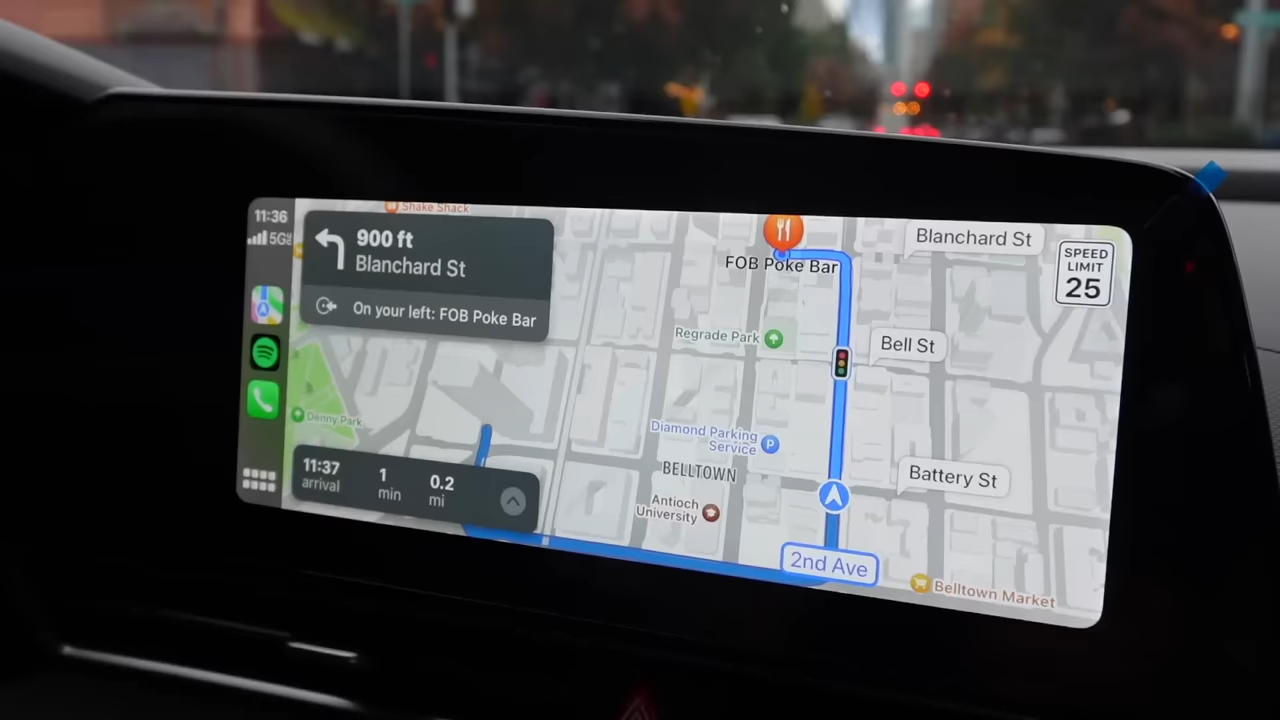 11:36
5G
Shake Shack
900 ft
Blanchard St
On your left: FOB Poke Bar
FOB Poke Bar
Blanchard St
SPEED
LIMIT
25
Regrade Park
Bell St
Denny Park
Diamond Parking
Service
P
BELLTOWN
Battery St
Antioch
University
11:37
arrival
1
min
0.2
mi
2nd Ave
Belltown Market